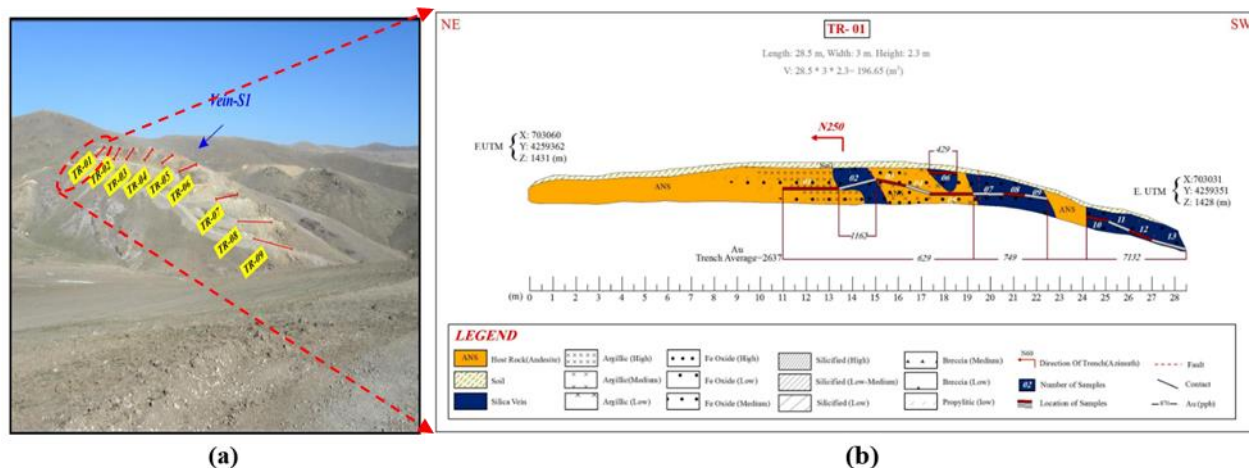 Vein-S1
TR-01
TR-02
TR-03
TR-04
TR-05
TR-06
TR-07
TR-08
TR-09
(a)
NE
SW
TR- 01
Length: 28.5 m, Width: 3 m. Height: 2.3 m
V: 28.5 * 3 * 2.3= 196.65 (m³)
N250
F.UTM
X: 703060
Y: 4259362
Z: 1431 (m)
E. UTM
X:703031
Y: 4259351
Z: 1428 (m)
429
ANS
02
06
07
08
09
ANS
10
11
12
13
1163
Au
Trench Average=2637
629
749
7132
(m)
0 1 2 3 4 5 6 7 8 9 10 11 12 13 14 15 16 17 18 19 20 21 22 23 24 25 26 27 28
LEGEND
ANS Host Rock(Andesite)
Soil
Silica Vein
Argillic (High)
Argillic(Medium)
Argillic (Low)
Fe Oxide (High)
Fe Oxide (Low)
Fe Oxide (Medium)
Silicified (High)
Silicified (Low-Medium)
Silicified (Low)
Breccia (Medium)
Breccia (Low)
Propylitic (low)
N60 Direction Of Trench(Azimuth)
02 Number of Samples
Location of Samples
Fault
Contact
Au (ppb)
(b)